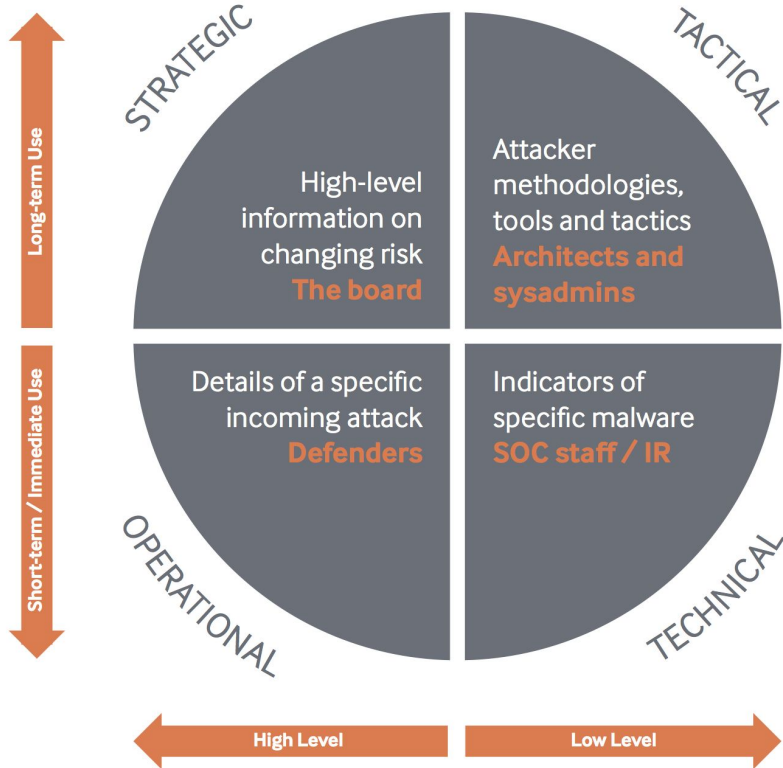 STRATEGIC
TACTICAL
Long-term Use
High-level
information on
changing risk
The board
Attacker
methodologies,
tools and tactics
Architects and
sysadmins
Short-term / Immediate Use
Details of a specific
incoming attack
Defenders
Indicators of
specific malware
SOC staff / IR
OPERATIONAL
TECHNICAL
High Level
Low Level